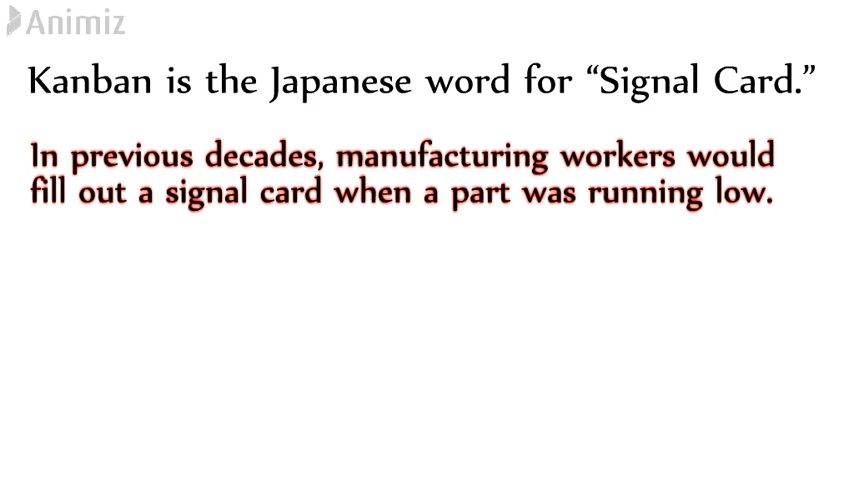 Animiz
Kanban is the Japanese word for “Signal Card.”
In previous decades, manufacturing workers would
fill out a signal card when a part was running low.